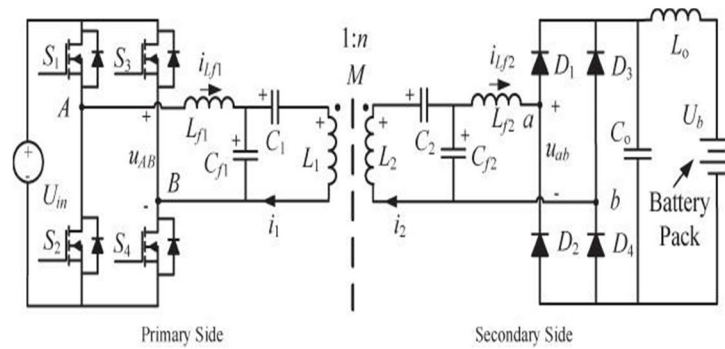 1:n
M
S1
S3
iLf1
iLf2
D1
D3
Lo
A
+
Lf1
+
C1
+
+
C2
+
Lf2
a
+
Ub
+
-
Uin
uAB
Cf1
+
L1
L2
Cf2
+
uab
Co
B
-
-
b
Battery
Pack
S2
S4
i1
i2
D2
D4
Primary Side
Secondary Side